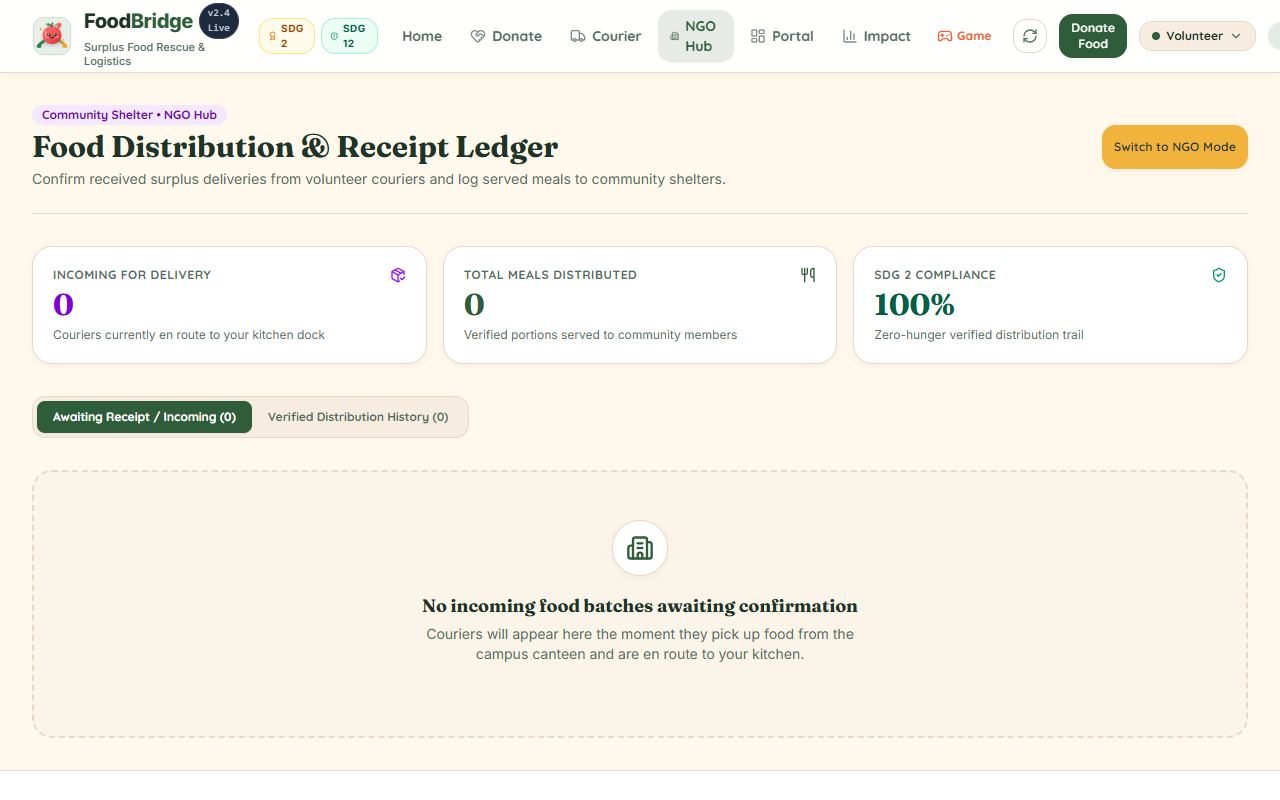 FoodBridge
v2.4
Live
Surplus Food Rescue &
Logistics
SDG
2
SDG
12
Home
Donate
Courier
NGO
Hub
Portal
Impact
Game
Donate
Food
Volunteer
Community Shelter • NGO Hub
Food Distribution & Receipt Ledger
Switch to NGO Mode
Confirm received surplus deliveries from volunteer couriers and log served meals to community shelters.
INCOMING FOR DELIVERY
0
Couriers currently en route to your kitchen dock
TOTAL MEALS DISTRIBUTED
0
Verified portions served to community members
SDG 2 COMPLIANCE
100%
Zero-hunger verified distribution trail
Awaiting Receipt / Incoming (0)
Verified Distribution History (0)
No incoming food batches awaiting confirmation
Couriers will appear here the moment they pick up food from the
campus canteen and are en route to your kitchen.